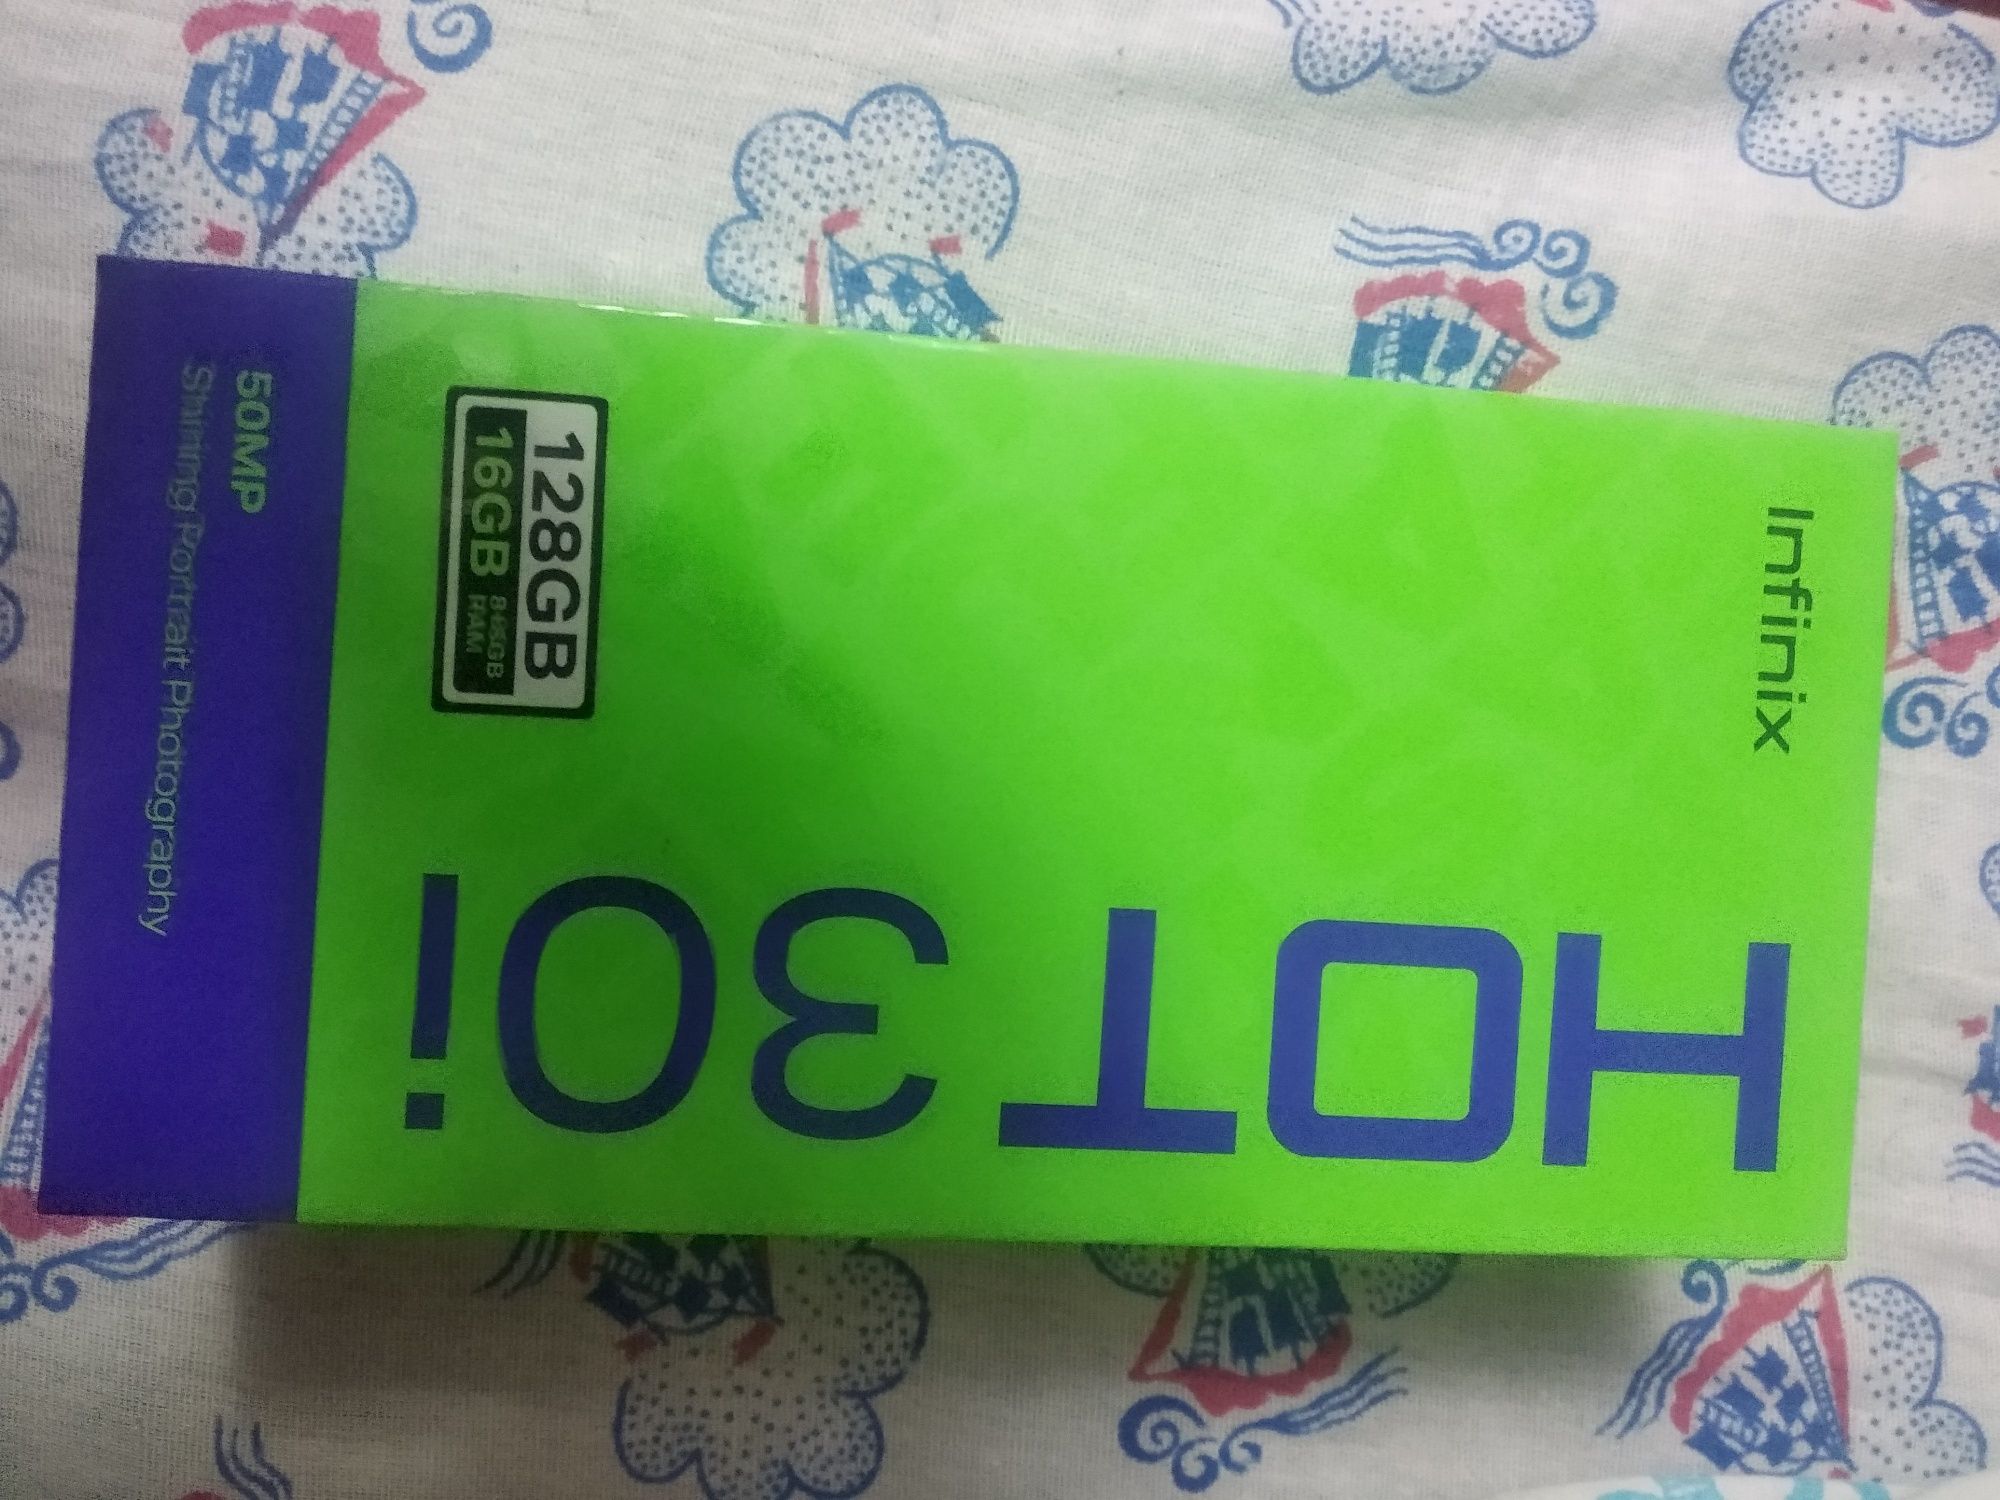 Infinix
HOT 30i
128GB
16GB 8+8GB
RAM
50MP
Shining Portrait Photography